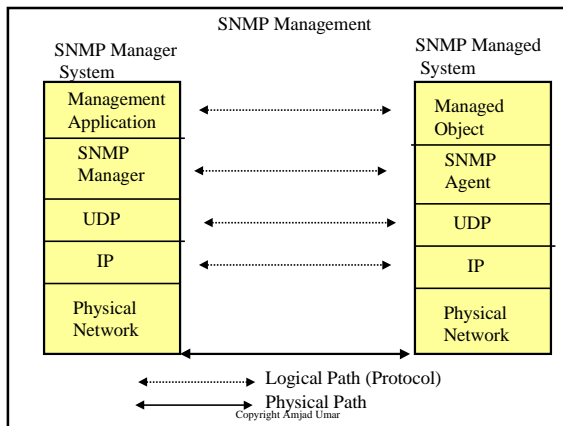 SNMP Management
SNMP Manager
System
SNMP Managed
System
Management
Application
SNMP
Manager
UDP
IP
Physical
Network
Managed
Object
SNMP
Agent
UDP
IP
Physical
Network
Logical Path (Protocol)
Physical Path
Copyright Amjad Umar